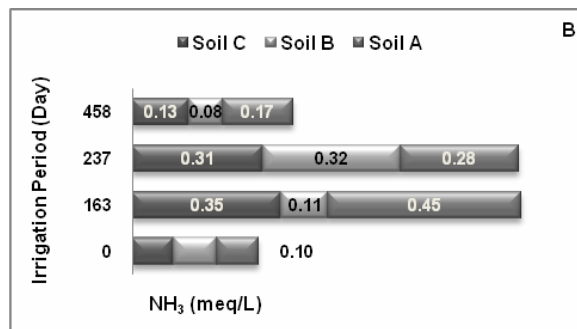 B
■ Soil C ■ Soil B ■ Soil A
Irrigation Period (Day)
458 0.13 0.08 0.17
237 0.31 0.32 0.28
163 0.35 0.11 0.45
0 0.10
NH₃ (meq/L)